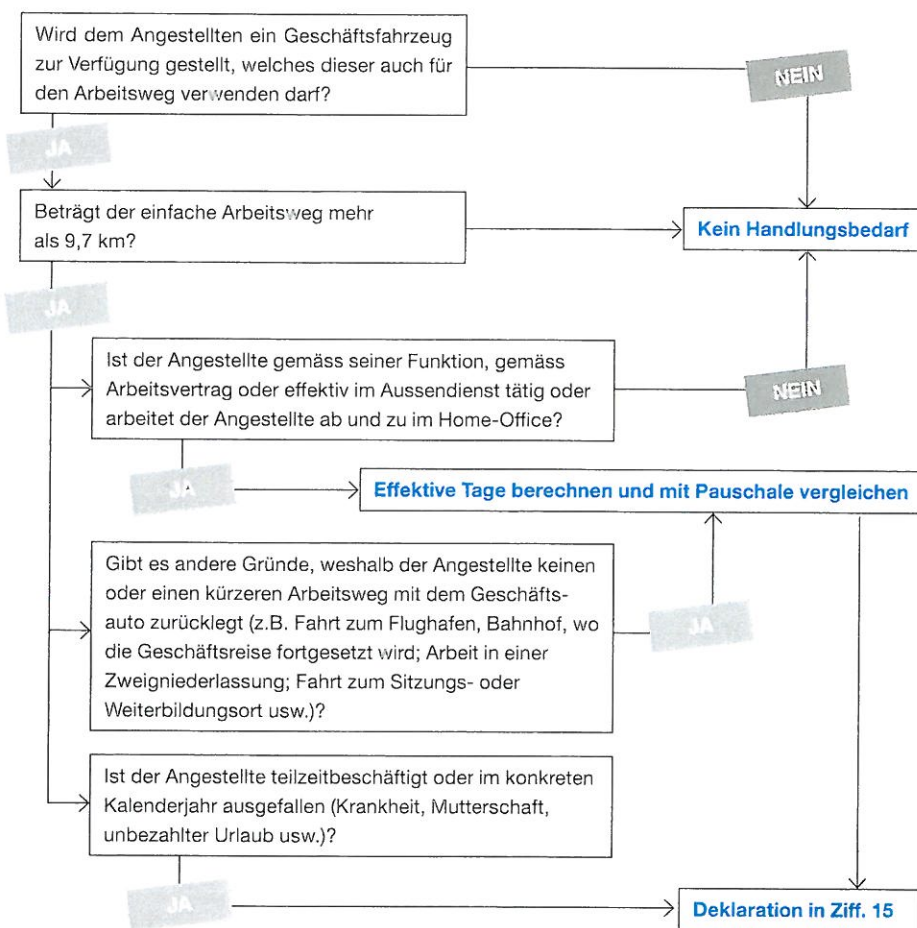 Wird dem Angestellten ein Geschäftsfahrzeug
zur Verfügung gestellt, welches dieser auch für
den Arbeitsweg verwenden darf?
NEIN
JA
Beträgt der einfache Arbeitsweg mehr
als 9,7 km?
Kein Handlungsbedarf
JA
Ist der Angestellte gemäss seiner Funktion, gemäss
Arbeitsvertrag oder effektiv im Aussendienst tätig oder
arbeitet der Angestellte ab und zu im Home-Office?
NEIN
JA
Effektive Tage berechnen und mit Pauschale vergleichen
Gibt es andere Gründe, weshalb der Angestellte keinen
oder einen kürzeren Arbeitsweg mit dem Geschäfts-
auto zurücklegt (z.B. Fahrt zum Flughafen, Bahnhof, wo
die Geschäftsreise fortgesetzt wird; Arbeit in einer
Zweigniederlassung; Fahrt zum Sitzungs- oder
Weiterbildungsort usw.)?
JA
Ist der Angestellte teilzeitbeschäftigt oder im konkreten
Kalenderjahr ausgefallen (Krankheit, Mutterschaft,
unbezahlter Urlaub usw.)?
JA
Deklaration in Ziff. 15